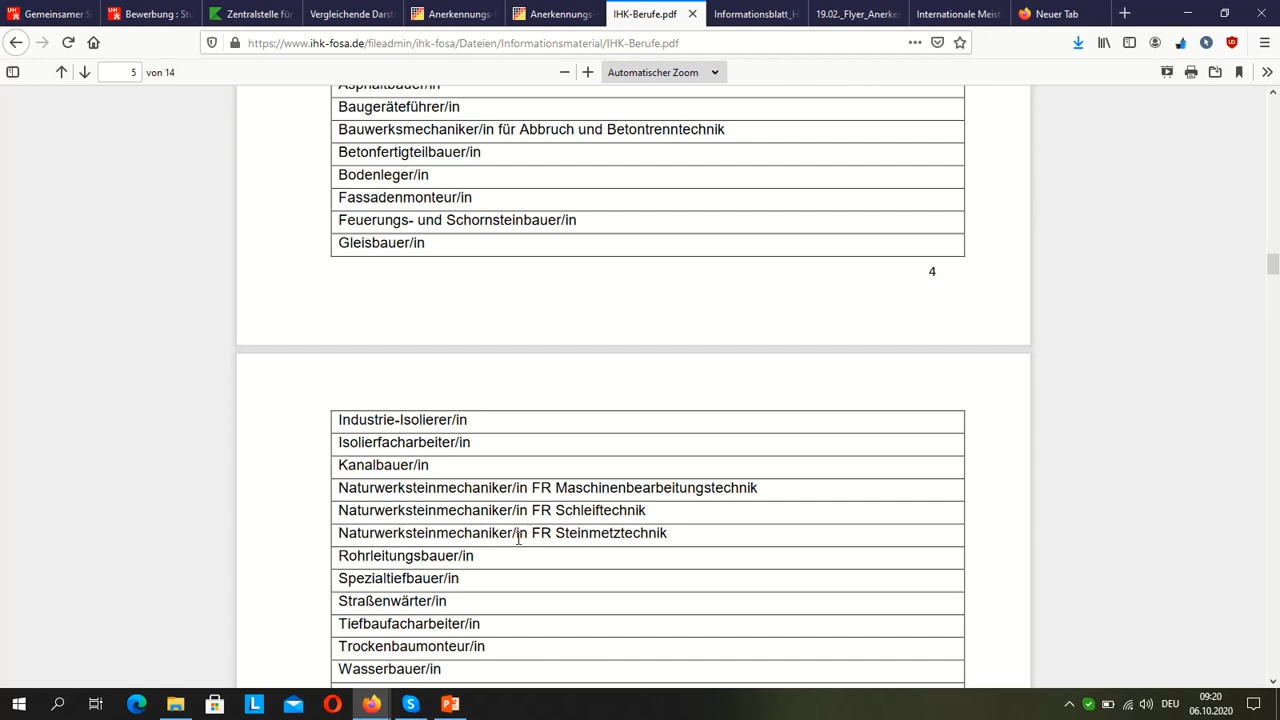 Gemeinsamer S
Bewerbung : Stu
Zentralstelle für
Vergleichende Darst
Anerkennungs-
Anerkennungs-
IHK-Berufe.pdf
Informationsblatt_H
19.02._Flyer_Anerke
Internationale Meist
Neuer Tab
https://www.ihk-fosa.de/fileadmin/ihk-fosa/Dateien/Informationsmaterial/IHK-Berufe.pdf
5 von 14
Automatischer Zoom
Asphaltbauer/in
Baugeräteführer/in
Bauwerksmechaniker/in für Abbruch und Betontrenntechnik
Betonfertigteilbauer/in
Bodenleger/in
Fassadenmonteur/in
Feuerungs- und Schornsteinbauer/in
Gleisbauer/in
4
Industrie-Isolierer/in
Isolierfacharbeiter/in
Kanalbauer/in
Naturwerksteinmechaniker/in FR Maschinenbearbeitungstechnik
Naturwerksteinmechaniker/in FR Schleiftechnik
Naturwerksteinmechaniker/in FR Steinmetztechnik
Rohrleitungsbauer/in
Spezialtiefbauer/in
Straßenwärter/in
Tiefbaufacharbeiter/in
Trockenbaumonteur/in
Wasserbauer/in
DEU
09:20
06.10.2020